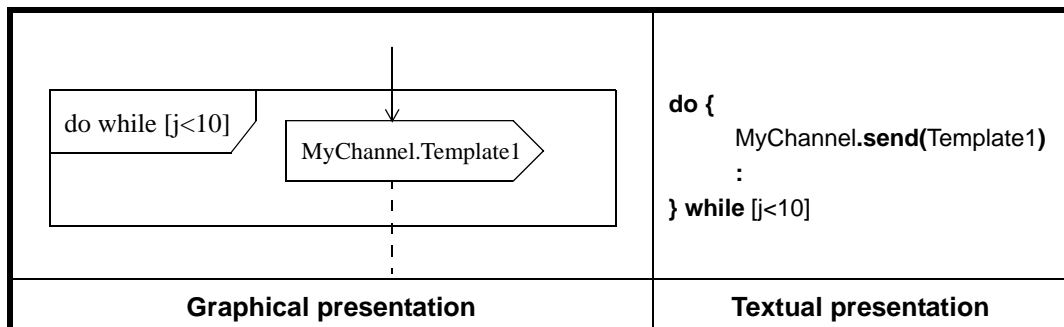 do while [j<10]
MyChannel.Template1
do {
MyChannel.send(Template1)
:
} while [j<10]
Graphical presentation
Textual presentation